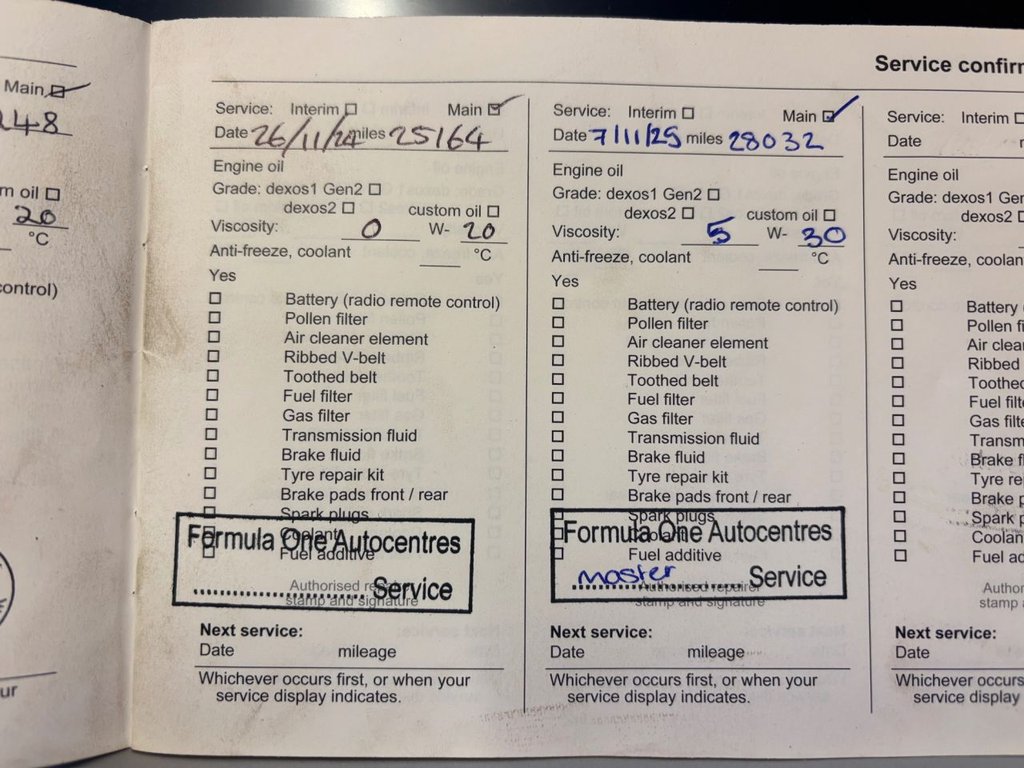 Main
248
m oil
20
°C
ontrol)
ur
Service confir
Service: Interim Main
Date 26/11/24 miles 25164
Engine oil
Grade: dexos1 Gen2
dexos2 custom oil
Viscosity: 0 W- 20
Anti-freeze, coolant °C
Yes
Battery (radio remote control)
Pollen filter
Air cleaner element
Ribbed V-belt
Toothed belt
Fuel filter
Gas filter
Transmission fluid
Brake fluid
Tyre repair kit
Brake pads front / rear
Spark plugs
Coolant
Formula One Autocentres
Fuel additive
Authorised repairer
Service
stamp and signature
Next service:
Date mileage
Whichever occurs first, or when your
service display indicates.
Service: Interim Main
Date 7/11/25 miles 28032
Engine oil
Grade: dexos1 Gen2
dexos2 custom oil
Viscosity: 5 W- 30
Anti-freeze, coolant °C
Yes
Battery (radio remote control)
Pollen filter
Air cleaner element
Ribbed V-belt
Toothed belt
Fuel filter
Gas filter
Transmission fluid
Brake fluid
Tyre repair kit
Brake pads front / rear
Spark plugs
Coolant
Formula One Autocentres
Fuel additive
master Service
Authorised repairer
stamp and signature
Next service:
Date mileage
Whichever occurs first, or when your
service display indicates.
Service: Interim
Date
Engine oil
Grade: dexos1 Gen
dexos2
Viscosity:
Anti-freeze, coolan
Yes
Battery
Pollen fi
Air clea
Ribbed
Toothe
Fuel filte
Gas filte
Transm
Brake fl
Tyre re
Brake p
Spark p
Coolan
Fuel ad
Author
stamp a
Next service:
Date
Whichever occurs
service display